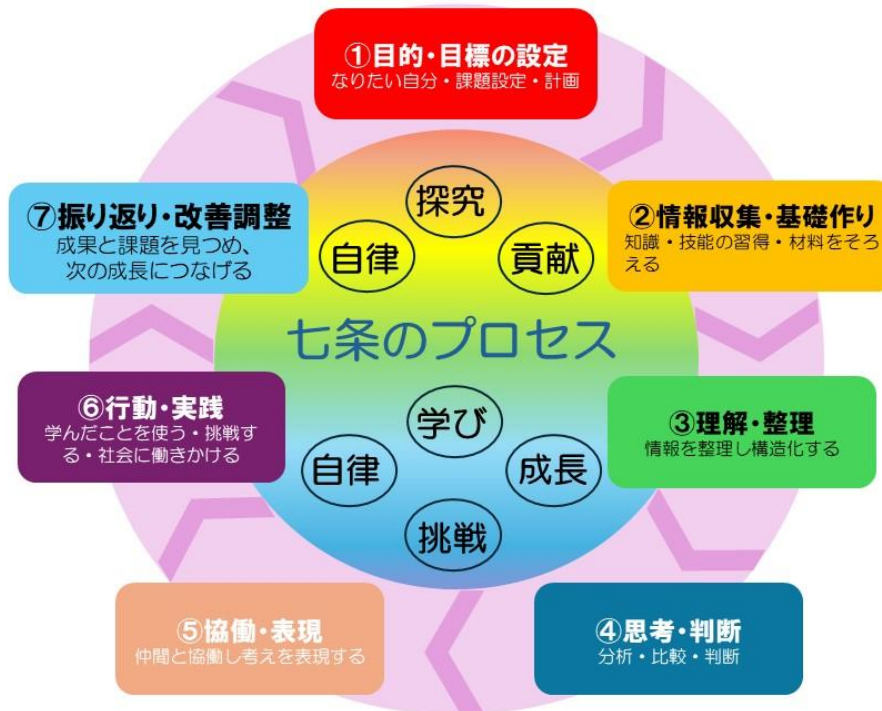 ①目的・目標の設定
なりたい自分・課題設定・計画
⑦振り返り・改善調整
成果と課題を見つめ、
次の成長につなげる
探究
自律
貢献
②情報収集・基礎作り
知識・技能の習得・材料をそろ
える
七条のプロセス
⑥行動・実践
学んだことを使う・挑戦す
る・社会に働きかける
学び
自律
成長
挑戦
③理解・整理
情報を整理し構造化する
⑤協働・表現
仲間と協働し考えを表現する
④思考・判断
分析・比較・判断